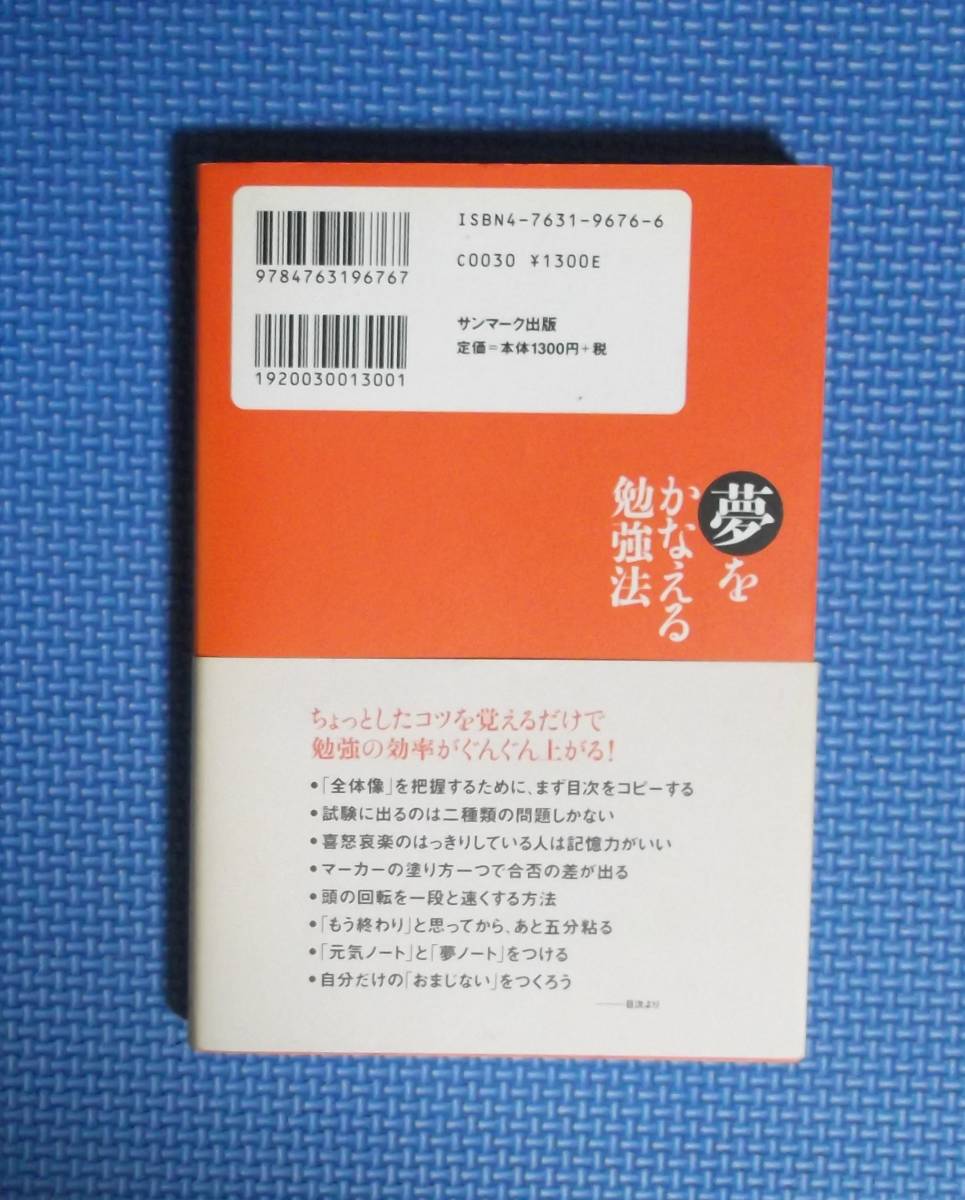 9784763196767
ISBN4-7631-9676-6
C0030 ¥1300E
1920030013001
サンマーク出版
定価=本体1300円+税
夢を
かなえる
勉強法
ちょっとしたコツを覚えるだけで
勉強の効率がぐんぐん上がる!
•「全体像」を把握するために、まず目次をコピーする
•試験に出るのは二種類の問題しかない
•喜怒哀楽のはっきりしている人は記憶力がいい
•マーカーの塗り方一つで合否の差が出る
•頭の回転を一段と速くする方法
•「もう終わり」と思ってから、あと五分粘る
•「元気ノート」と「夢ノート」をつける
•自分だけの「おまじない」をつくろう
──目次より